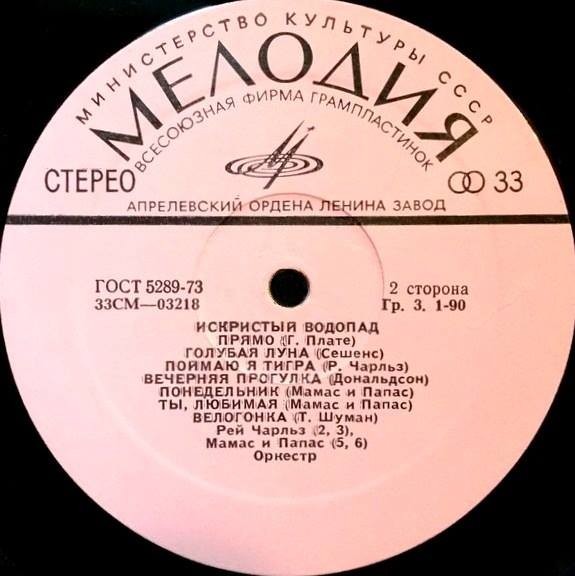 МИНИСТЕРСТВО КУЛЬТУРЫ СССР
МЕЛОДИЯ
ВСЕСОЮЗНАЯ ФИРМА ГРАМПЛАСТИНОК
СТЕРЕО
33
АПРЕЛЕВСКИЙ ОРДЕНА ЛЕНИНА ЗАВОД
ГОСТ 5289-73
2 сторона
33СМ—03218
Гр. 3. 1-90
ИСКРИСТЫЙ ВОДОПАД
ПРЯМО (Г. Плате)
ГОЛУБАЯ ЛУНА (Сешенс)
ПОЙМАЮ Я ТИГРА (Р. Чарльз)
ВЕЧЕРНЯЯ ПРОГУЛКА (Дональдсон)
ПОНЕДЕЛЬНИК (Мамас и Папас)
ТЫ, ЛЮБИМАЯ (Мамас и Папас)
ВЕЛОГОНКА (Т. Шуман)
Рей Чарльз (2, 3),
Мамас и Папас (5, 6)
Оркестр